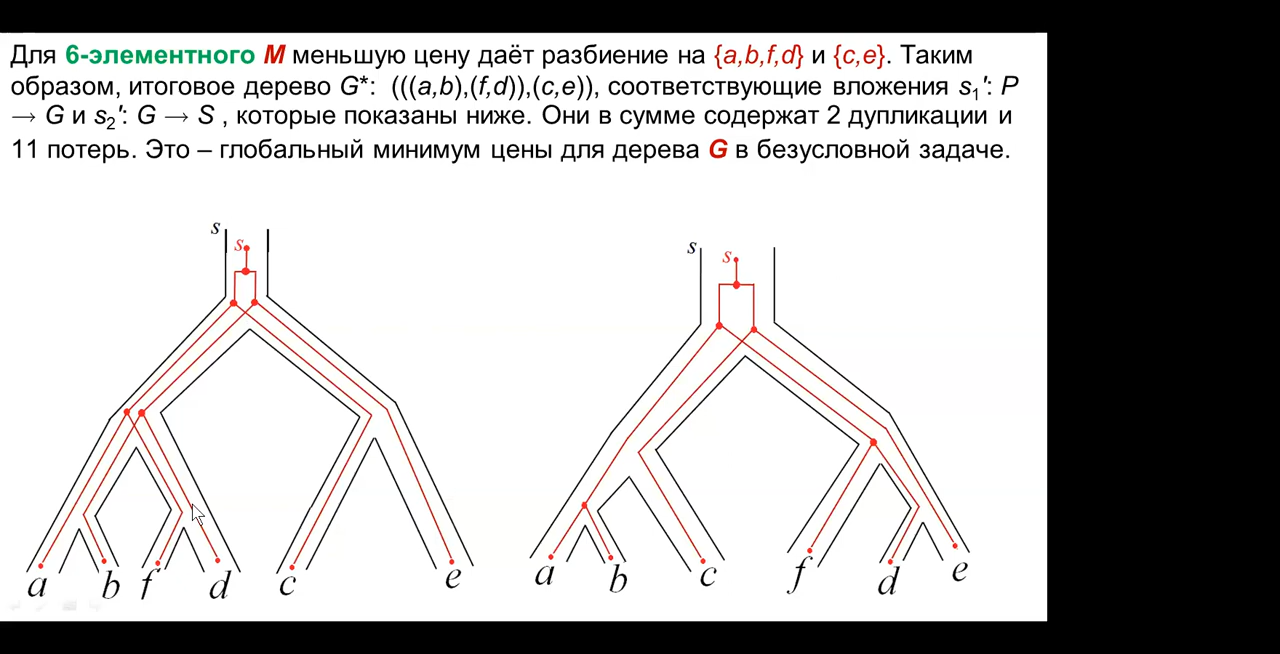 Для 6-элементного M меньшую цену даёт разбиение на {a,b,f,d} и {c,e}. Таким
образом, итоговое дерево G*: (((a,b),(f,d)),(c,e)), соответствующие вложения s₁': P
→ G и s₂': G → S , которые показаны ниже. Они в сумме содержат 2 дупликации и
11 потерь. Это – глобальный минимум цены для дерева G в безусловной задаче.
s s
s s
a b f d c e
a b c f d e